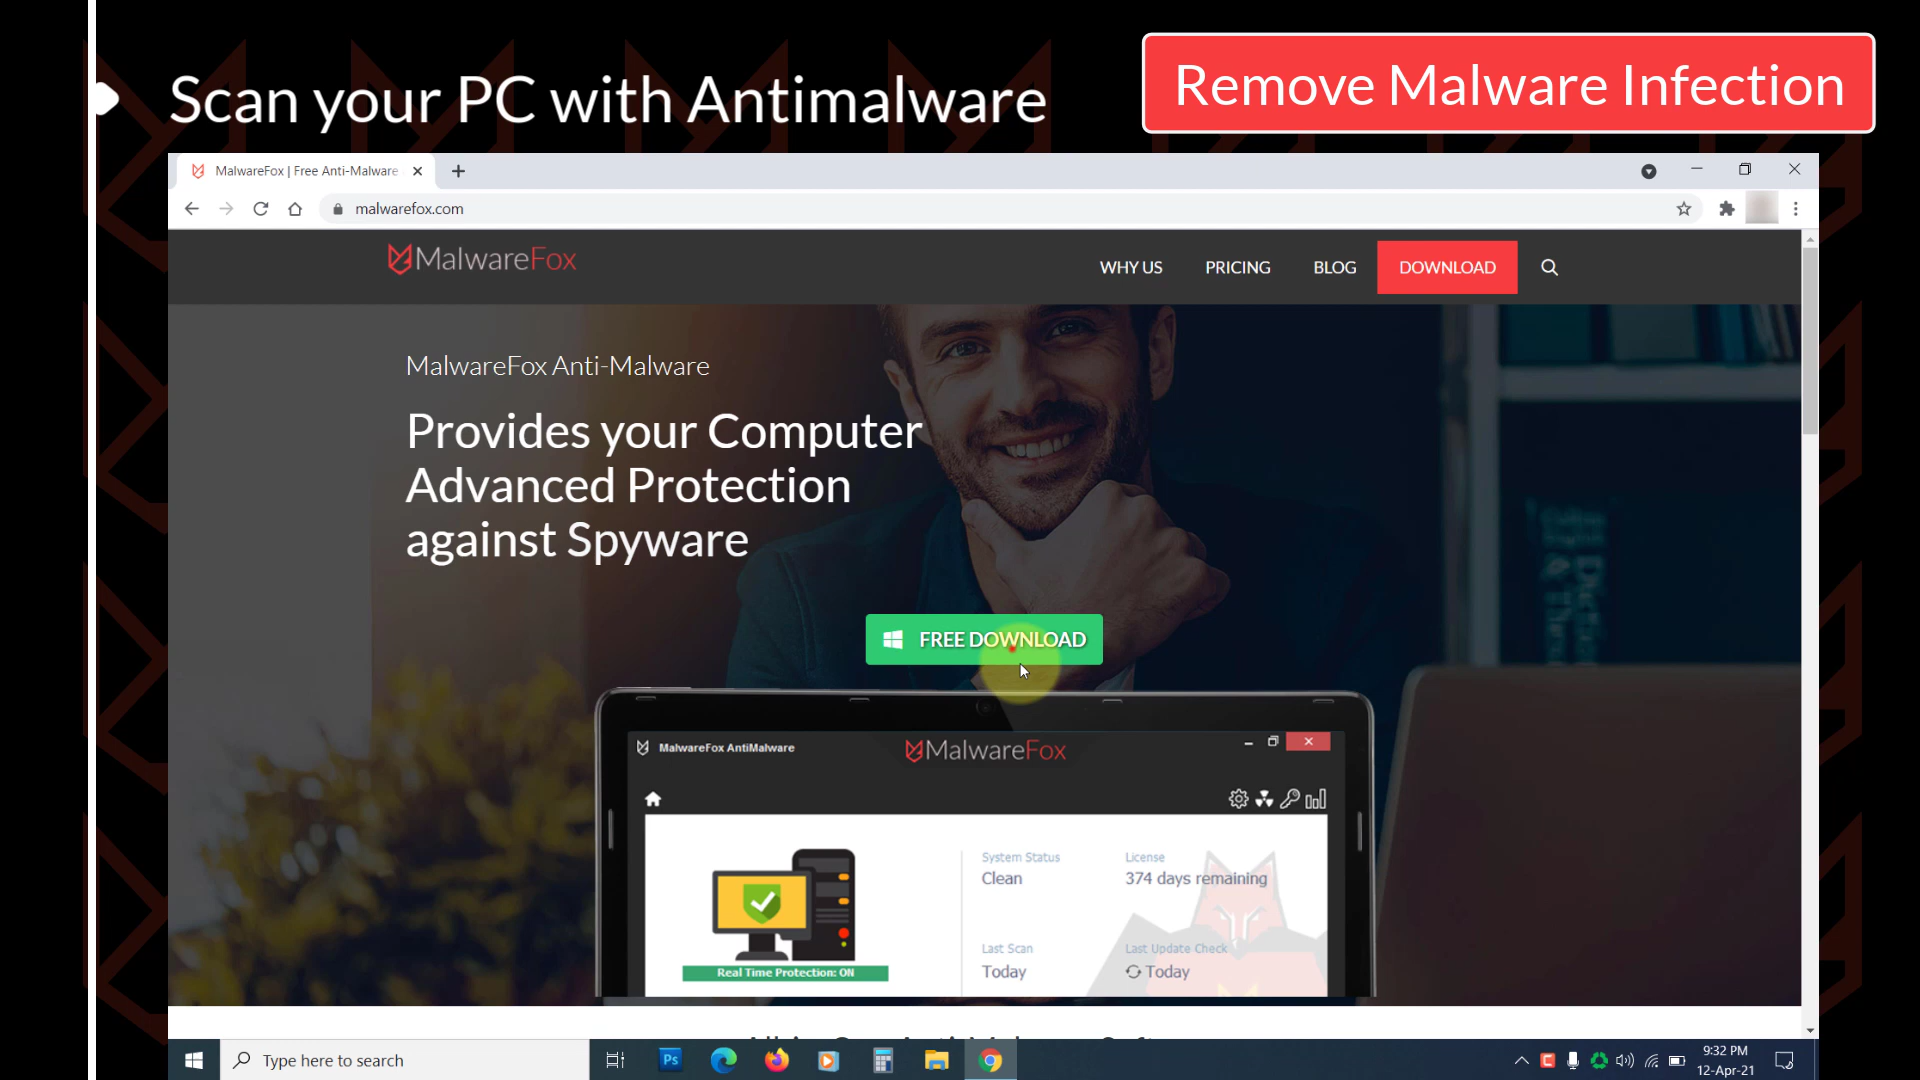 Scan your PC with Antimalware
Remove Malware Infection
MalwareFox | Free Anti-Malware
malwarefox.com
MalwareFox
WHY US
PRICING
BLOG
DOWNLOAD
MalwareFox Anti-Malware
Provides your Computer
Advanced Protection
against Spyware
FREE DOWNLOAD
MalwareFox AntiMalware
MalwareFox
System Status
License
Clean
374 days remaining
Last Scan
Last Update Check
Today
Today
Real Time Protection: ON
Type here to search
Ps
9:32 PM
12-Apr-21